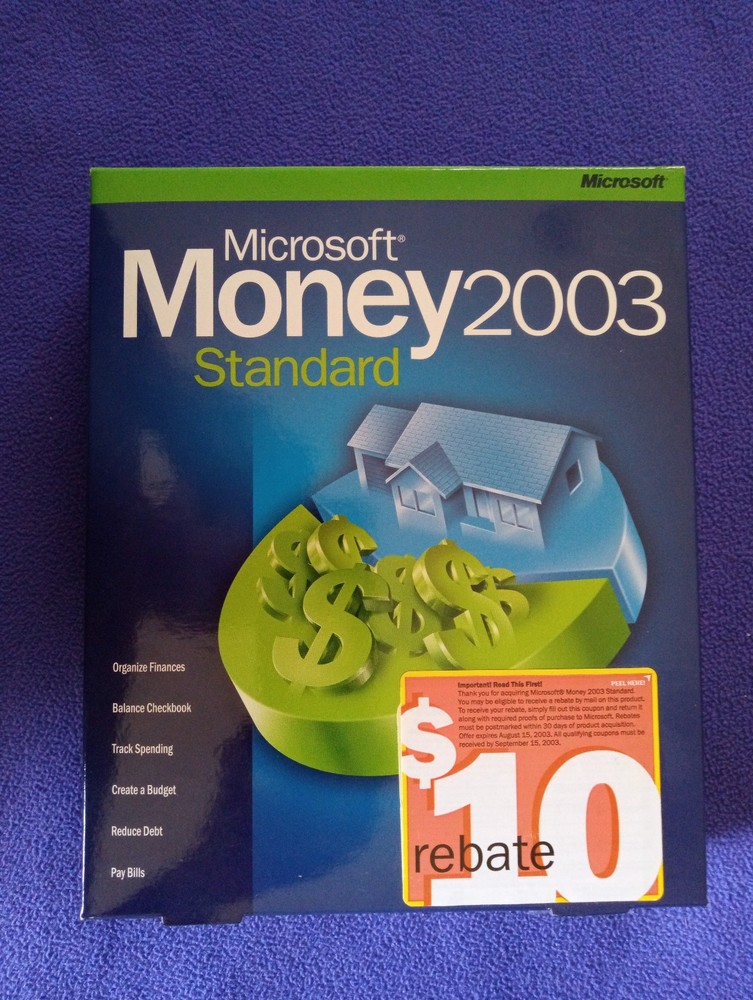 Microsoft
Microsoft®
Money2003
Standard
Organize Finances
Balance Checkbook
Track Spending
Create a Budget
Reduce Debt
Pay Bills
Important! Read This First!
PEEL HERE!
Thank you for acquiring Microsoft® Money 2003 Standard.
You may be eligible to receive a rebate by mail on this product.
To receive your rebate, simply fill out this coupon and return it
along with required proofs of purchase to Microsoft. Rebates
must be postmarked within 30 days of product acquisition.
Offer expires August 15, 2003. All qualifying coupons must be
received by September 15, 2003.
$10
rebate